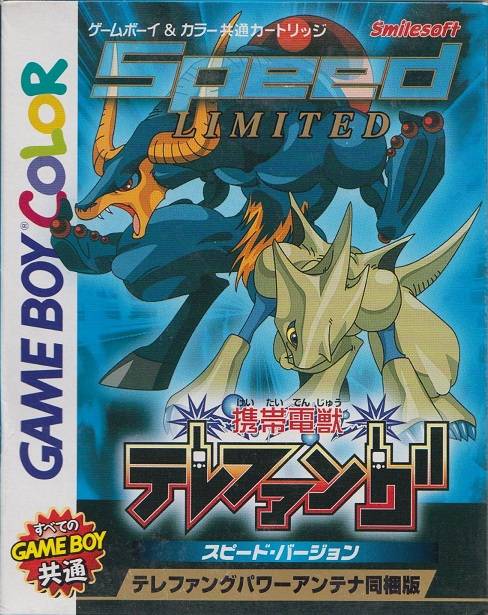 ゲームボーイ&カラー共通カートリッジ
Smilesoft
Speed
LIMITED
GAME BOY® COLOR
けいたいでんじゅう
携帯電獣
テレファング
スピード・バージョン
テレファングパワーアンテナ同梱版
すべての
GAME BOY
共通